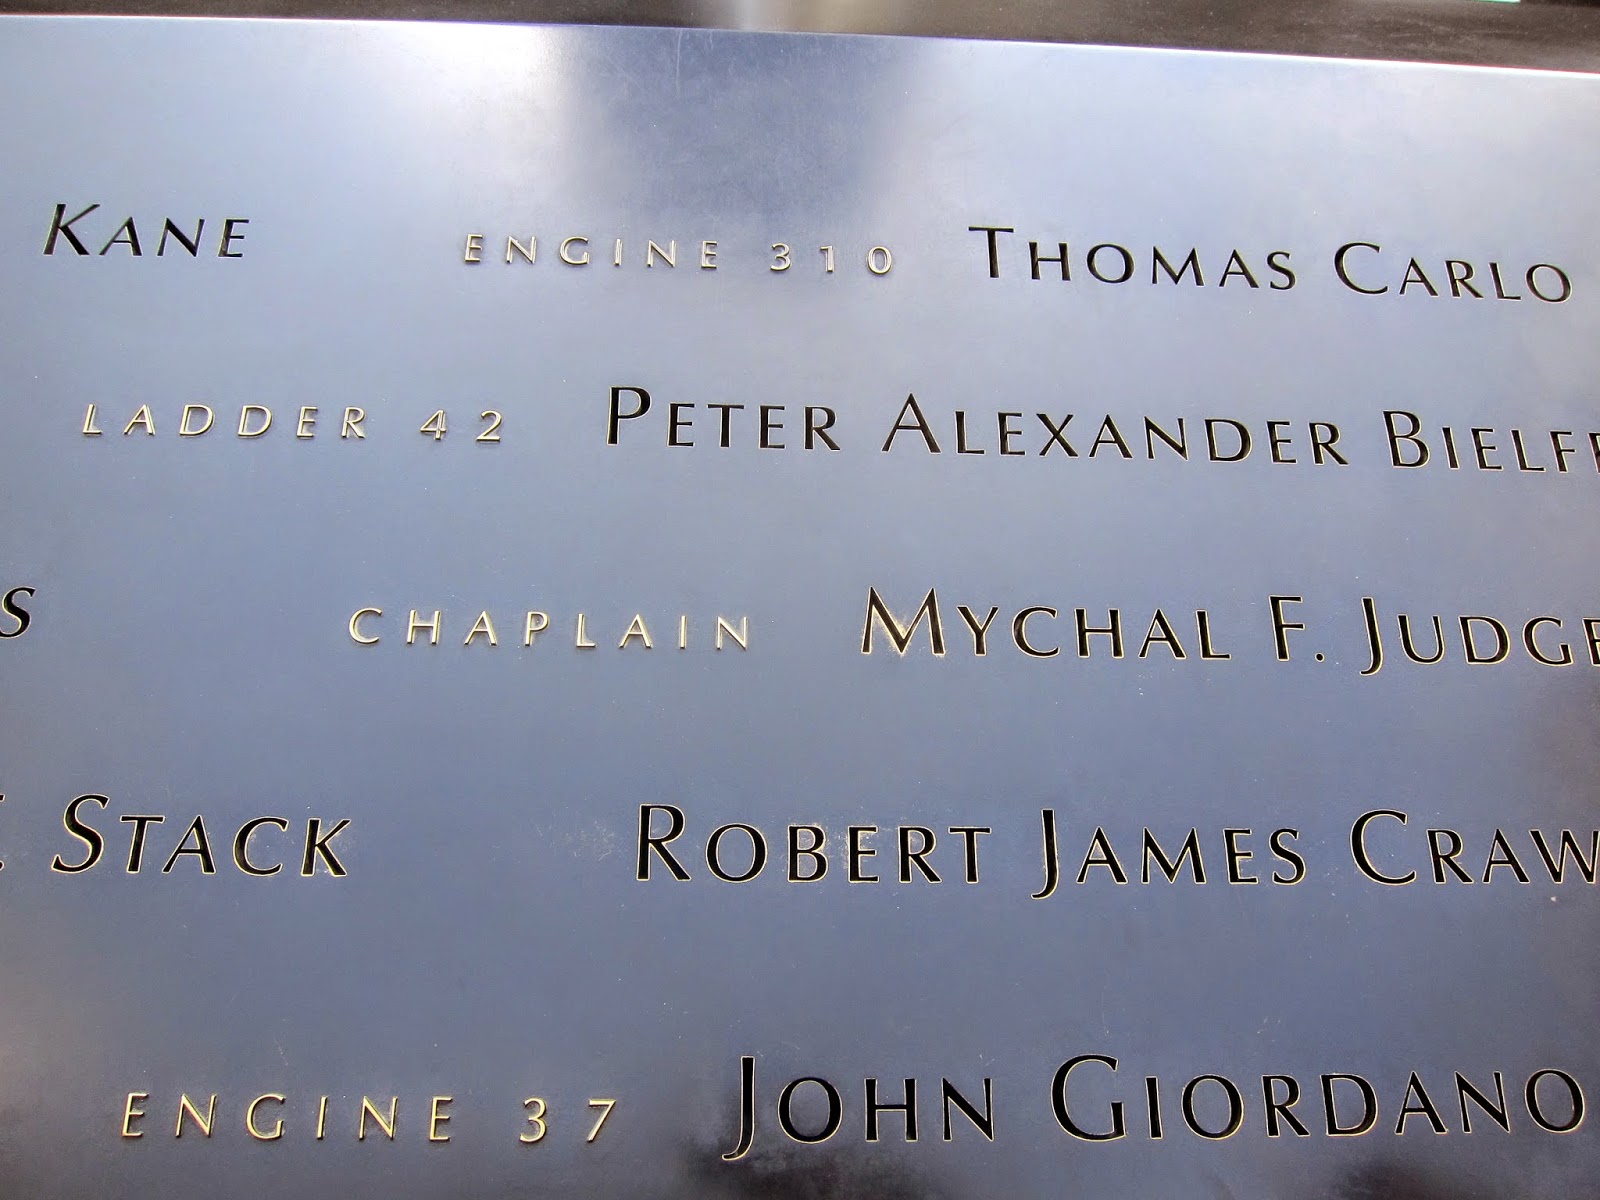 KANE ENGINE 310 THOMAS CARLO
LADDER 42 PETER ALEXANDER
CHAPLAIN MYCHAL F. JUDGE
STACK ROBERT JAMES
ENGINE 37 JOHN GIORDANO